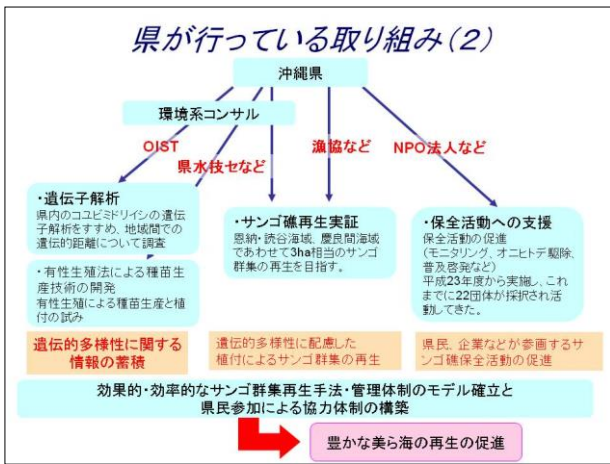 県が行っている取り組み(2)
沖縄県
環境系コンサル
OIST
県水技セなど
漁協など
NPO法人など
・遺伝子解析
県内のコユビミドリイシの遺伝
子解析をすすめ、地域間での
遺伝的距離について調査
・有性生殖法による種苗生
産技術の開発
有性生殖による種苗生産と植
付の試み
・サンゴ礁再生実証
恩納・読谷海域、慶良間海域
であわせて3ha相当のサンゴ
群集の再生を目指す。
・保全活動への支援
保全活動の促進
(モニタリング、オニヒトデ駆除、
普及啓発など)
平成23年度から実施し、これ
までに22団体が採択され活
動してきた。
遺伝的多様性に関する
情報の蓄積
遺伝的多様性に配慮した
植付によるサンゴ群集の再生
県民、企業などが参画するサ
ンゴ礁保全活動の促進
効果的・効率的なサンゴ群集再生手法・管理体制のモデル確立と
県民参加による協力体制の構築
豊かな美ら海の再生の促進